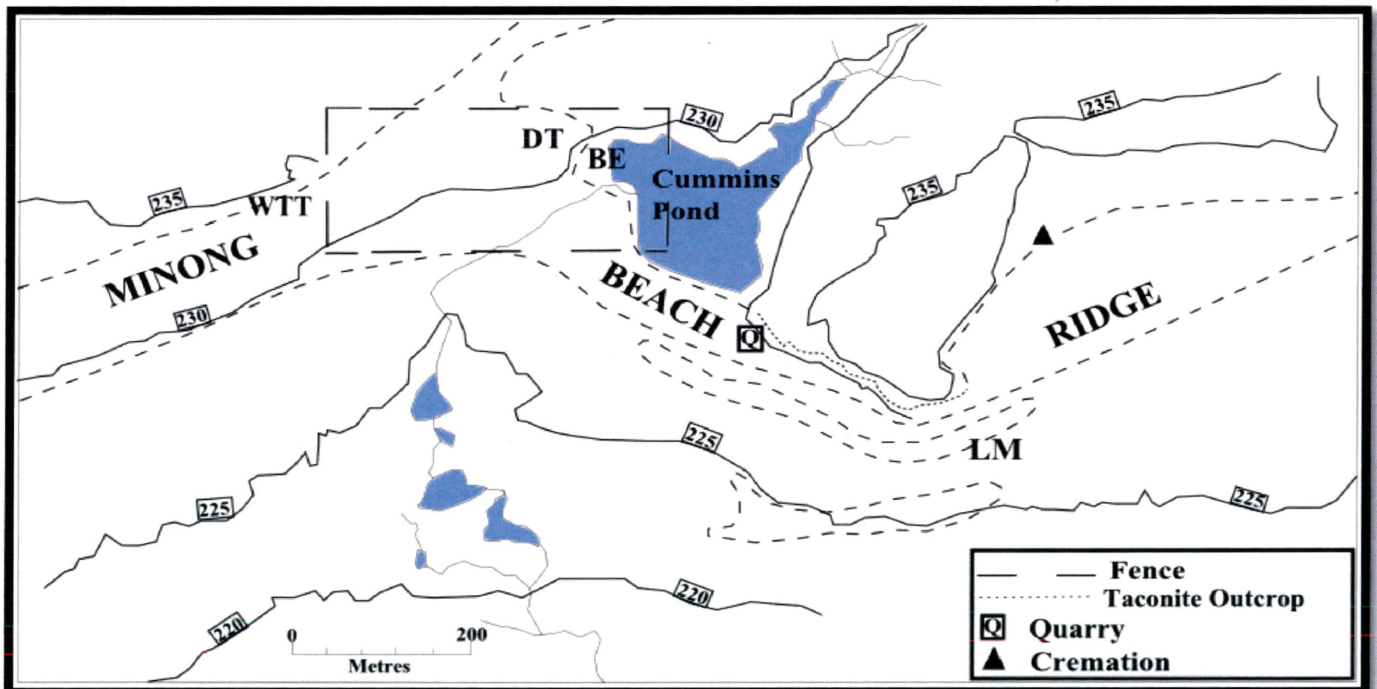 235
230
DT
BE
Cummins
Pond
235
235
WTT
MINONG
BEACH
RIDGE
230
Q
LM
225
225
225
220
220
0 200
Metres
Fence
Taconite Outcrop
Q Quarry
Cremation